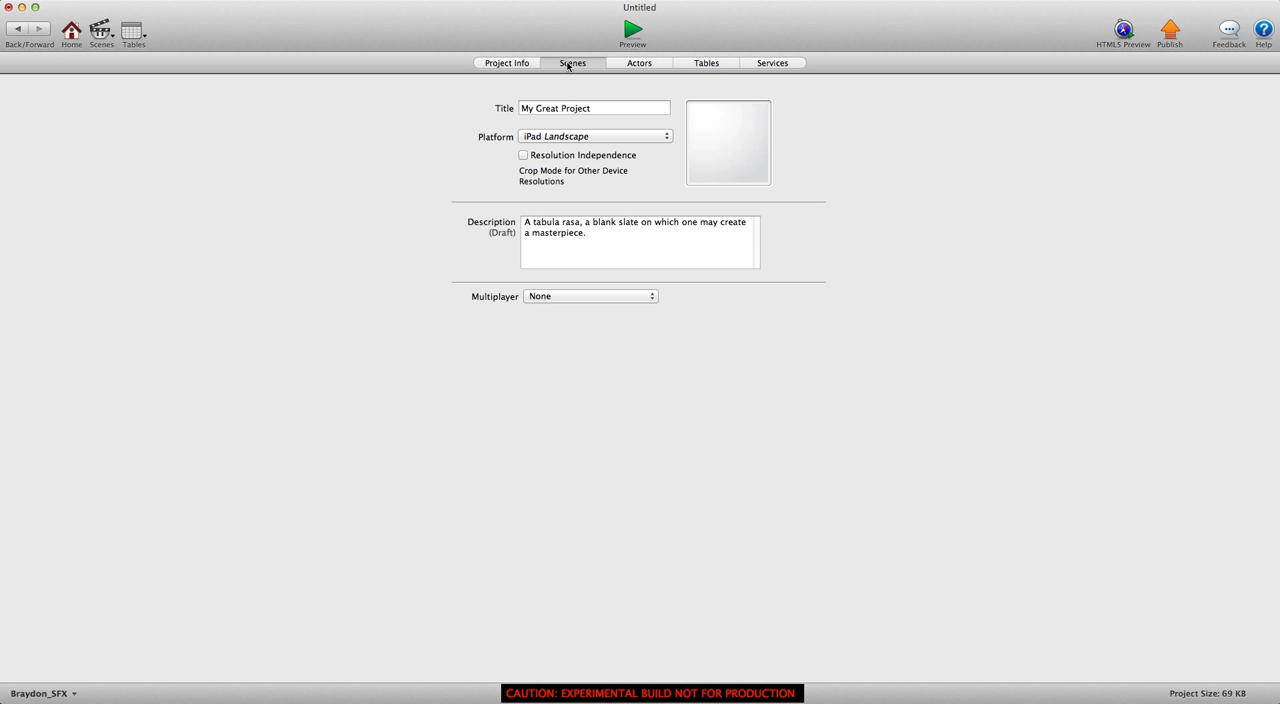 Untitled
Back/Forward Home Scenes Tables Preview HTML5 Preview Publish Feedback Help
Project Info Scenes Actors Tables Services
Title My Great Project
Platform iPad Landscape
Resolution Independence
Crop Mode for Other Device
Resolutions
Description A tabula rasa, a blank slate on which one may create
(Draft) a masterpiece.
Multiplayer None
Braydon_SFX CAUTION: EXPERIMENTAL BUILD NOT FOR PRODUCTION Project Size: 69 KB